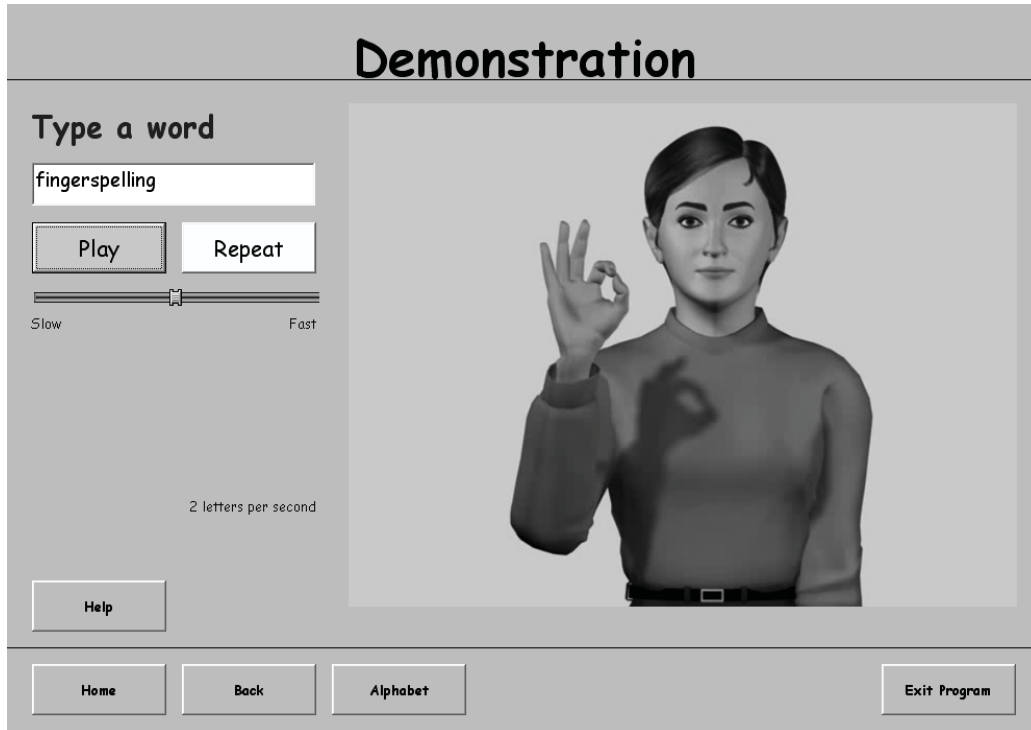 Demonstration
Type a word
fingerspelling
Play
Repeat
Slow
Fast
2 letters per second
Help
Home
Back
Alphabet
Exit Program